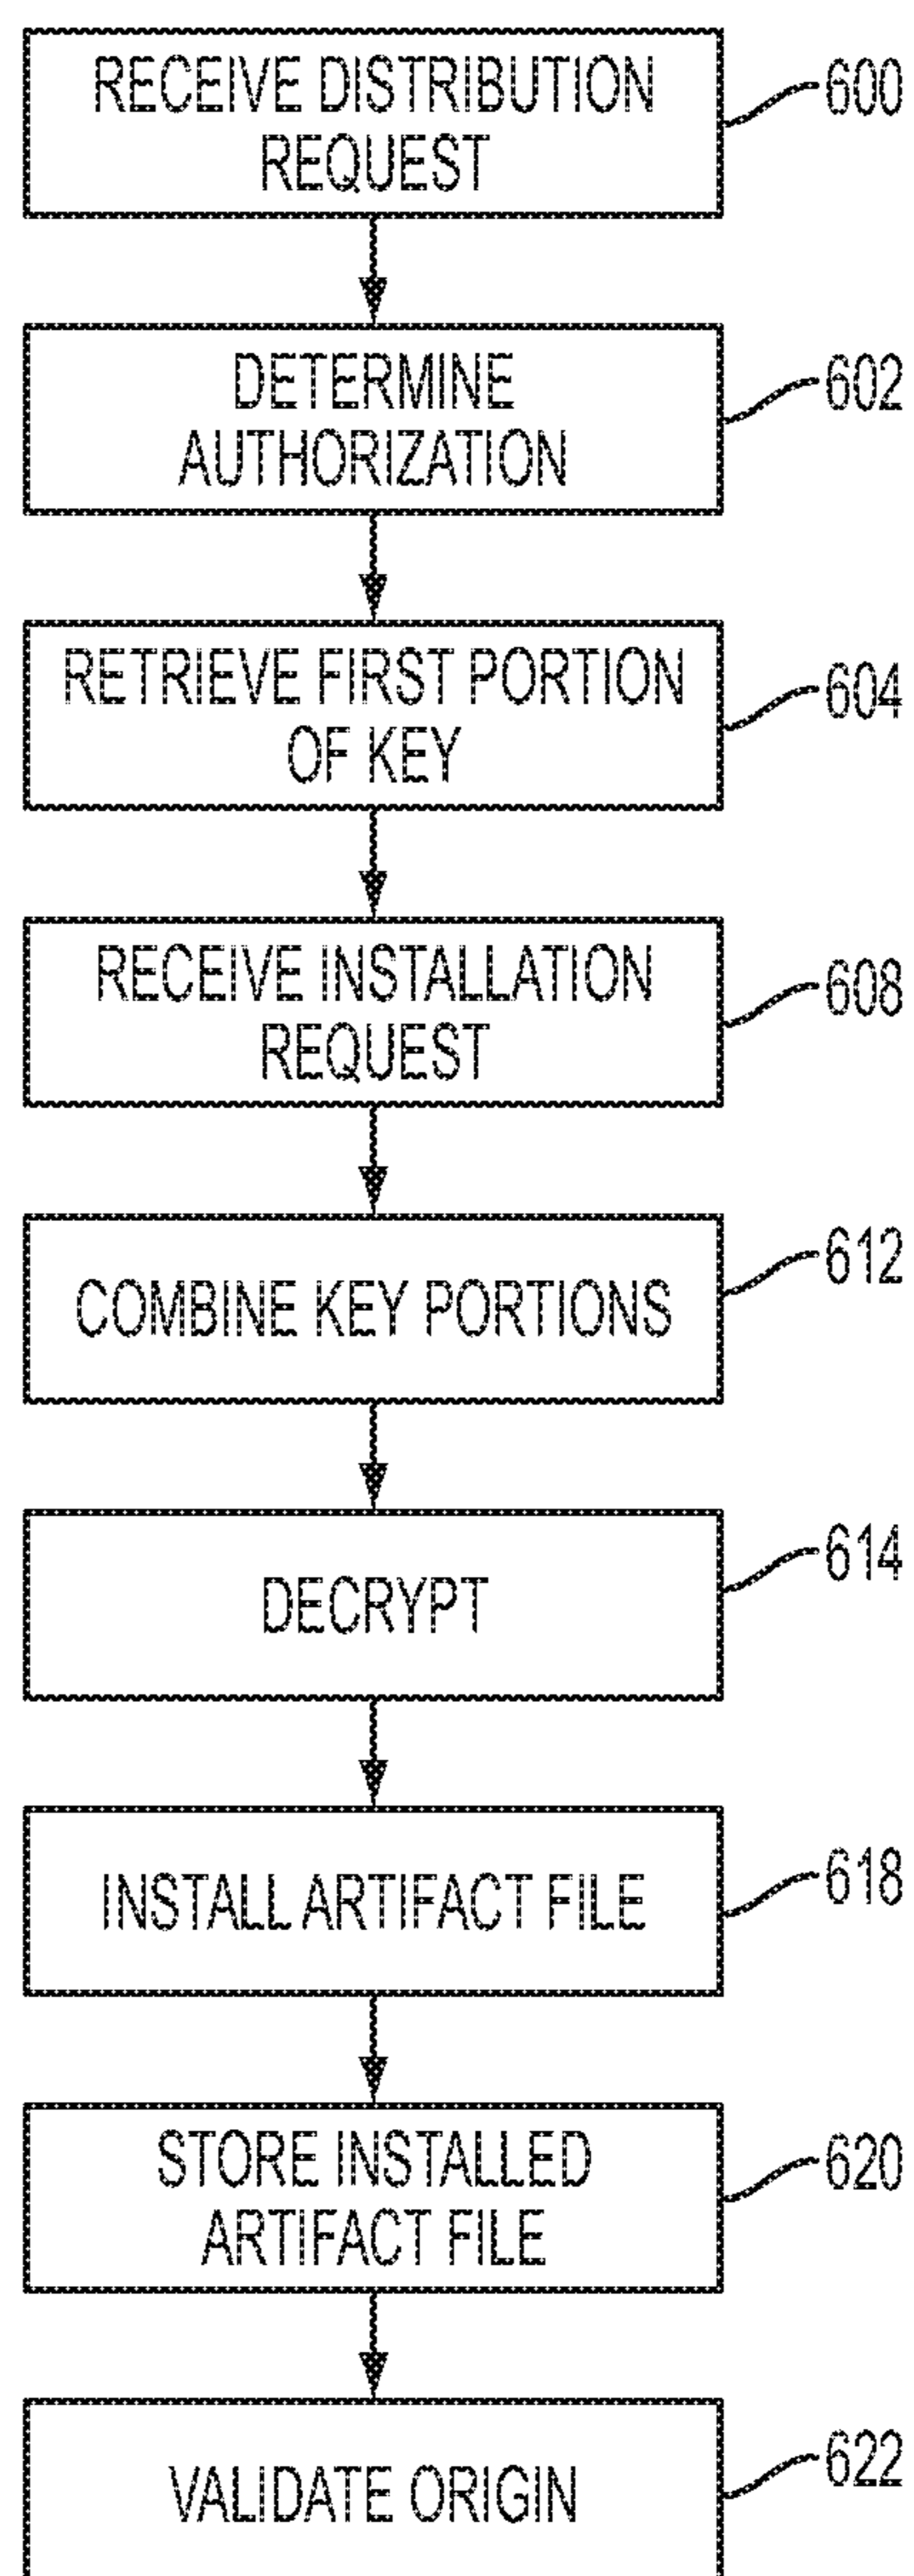 RECEIVE DISTRIBUTION
REQUEST
600
DETERMINE
AUTHORIZATION
602
RETRIEVE FIRST PORTION
OF KEY
604
RECEIVE INSTALLATION
REQUEST
608
COMBINE KEY PORTIONS
612
DECRYPT
614
INSTALL ARTIFACT FILE
618
STORE INSTALLED
ARTIFACT FILE
620
VALIDATE ORIGIN
622